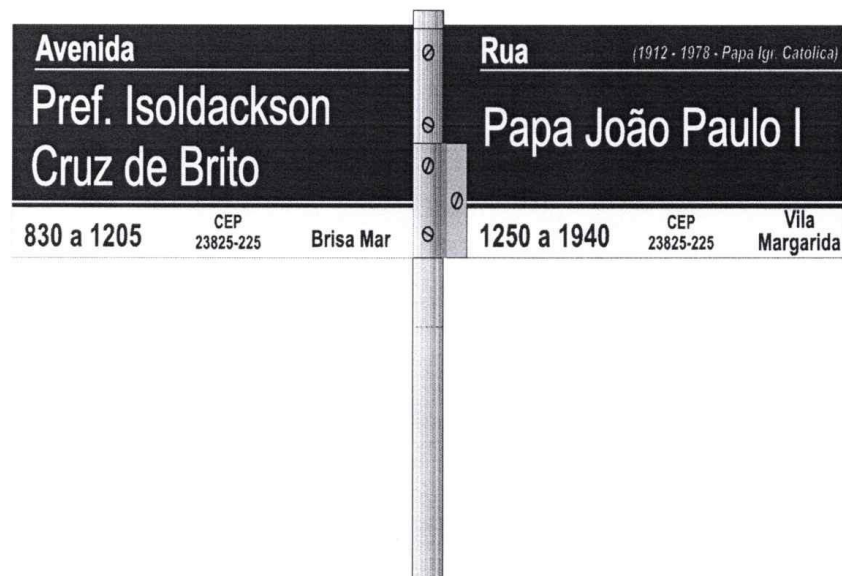 Avenida
Pref. Isoldackson
Cruz de Brito
830 a 1205
CEP
23825-225
Brisa Mar
Rua
(1912 - 1978 - Papa Igr. Católica)
Papa João Paulo I
1250 a 1940
CEP
23825-225
Vila
Margarida